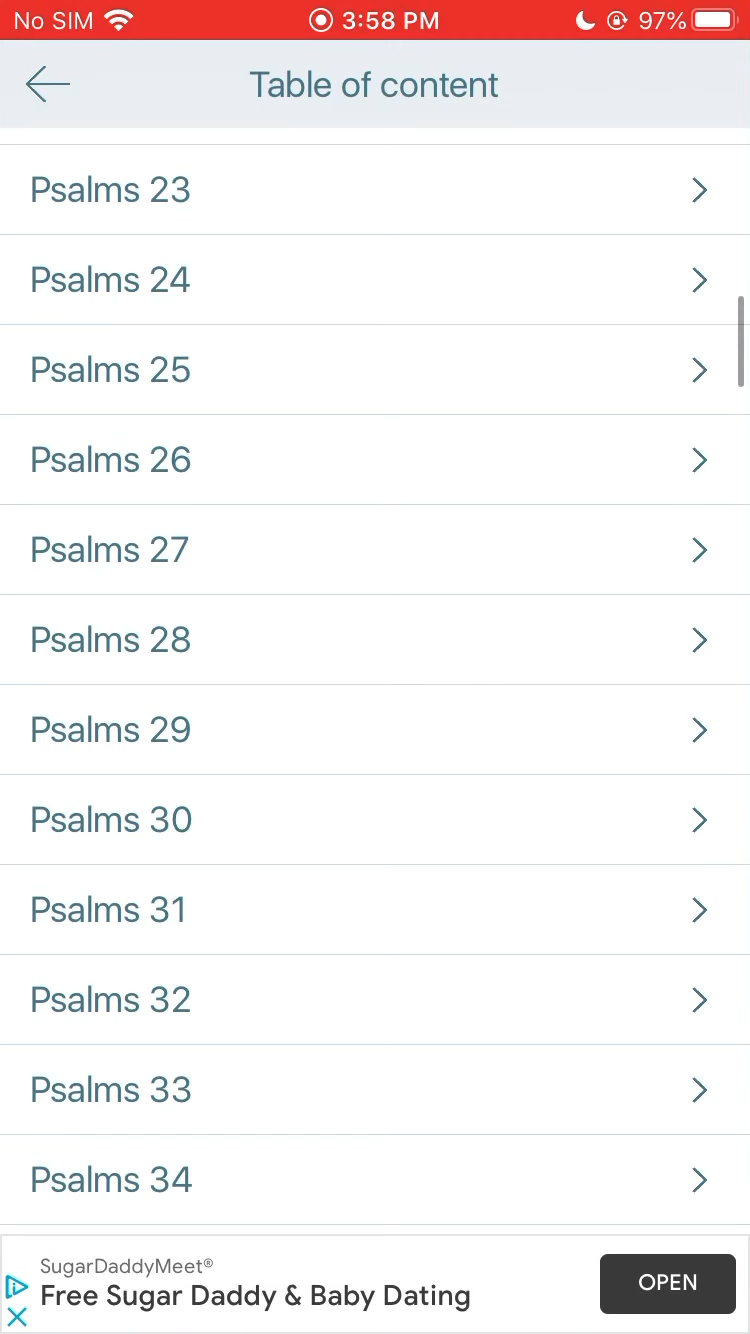 No SIM 3:58 PM 97%
Table of content
Psalms 23
Psalms 24
Psalms 25
Psalms 26
Psalms 27
Psalms 28
Psalms 29
Psalms 30
Psalms 31
Psalms 32
Psalms 33
Psalms 34
SugarDaddyMeet®
Free Sugar Daddy & Baby Dating
OPEN